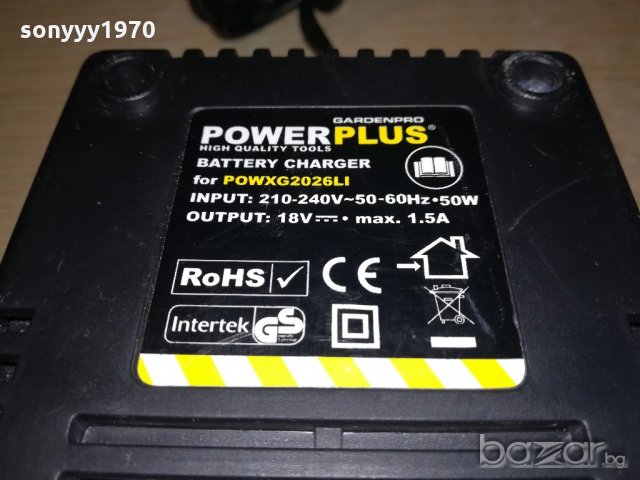 sonyyy1970
GARDENPRO
POWERPLUS®
HIGH QUALITY TOOLS
BATTERY CHARGER
for POWXG2026LI
INPUT: 210-240V~50-60Hz•50W
OUTPUT: 18V⎓• max. 1.5A
RoHS ✓
CE
Intertek GS
bazar.bg